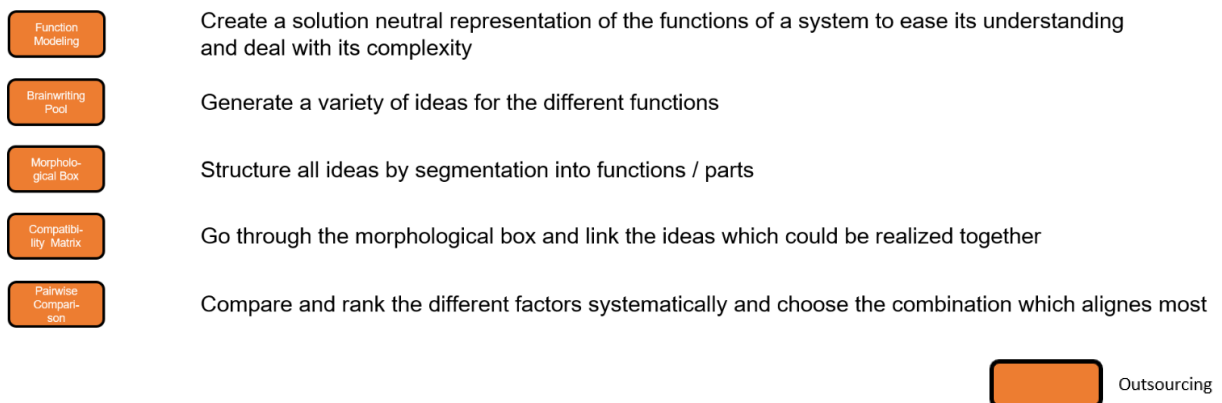 Function
Modeling
Create a solution neutral representation of the functions of a system to ease its understanding
and deal with its complexity
Brainwriting
Pool
Generate a variety of ideas for the different functions
Morpholo-
gical Box
Structure all ideas by segmentation into functions / parts
Compatibi-
lity Matrix
Go through the morphological box and link the ideas which could be realized together
Pairwise
Compari-
son
Compare and rank the different factors systematically and choose the combination which alignes most
Outsourcing